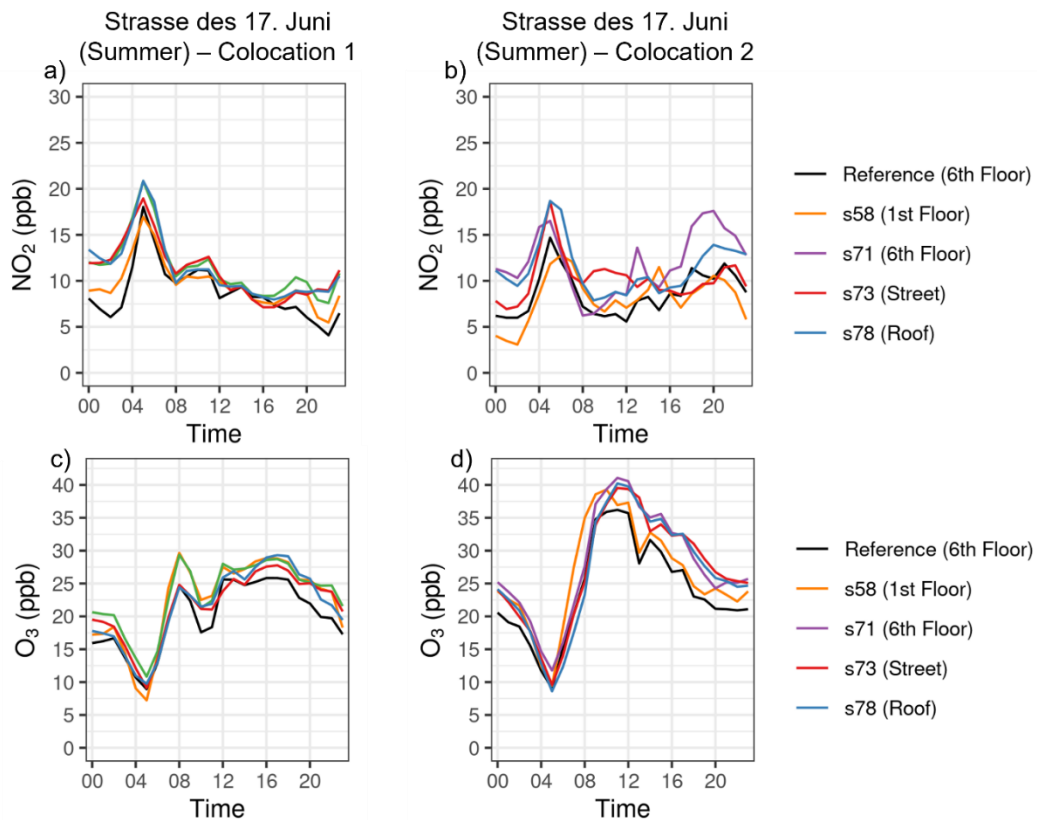 Strasse des 17. Juni
(Summer) – Colocation 1
Strasse des 17. Juni
(Summer) – Colocation 2
a)
NO₂ (ppb)
30
25
20
15
10
5
0
00 04 08 12 16 20
Time
b)
NO₂ (ppb)
30
25
20
15
10
5
0
00 04 08 12 16 20
Time
Reference (6th Floor)
s58 (1st Floor)
s71 (6th Floor)
s73 (Street)
s78 (Roof)
c)
O₃ (ppb)
40
35
30
25
20
15
10
5
0
00 04 08 12 16 20
Time
d)
O₃ (ppb)
40
35
30
25
20
15
10
5
0
00 04 08 12 16 20
Time
Reference (6th Floor)
s58 (1st Floor)
s71 (6th Floor)
s73 (Street)
s78 (Roof)